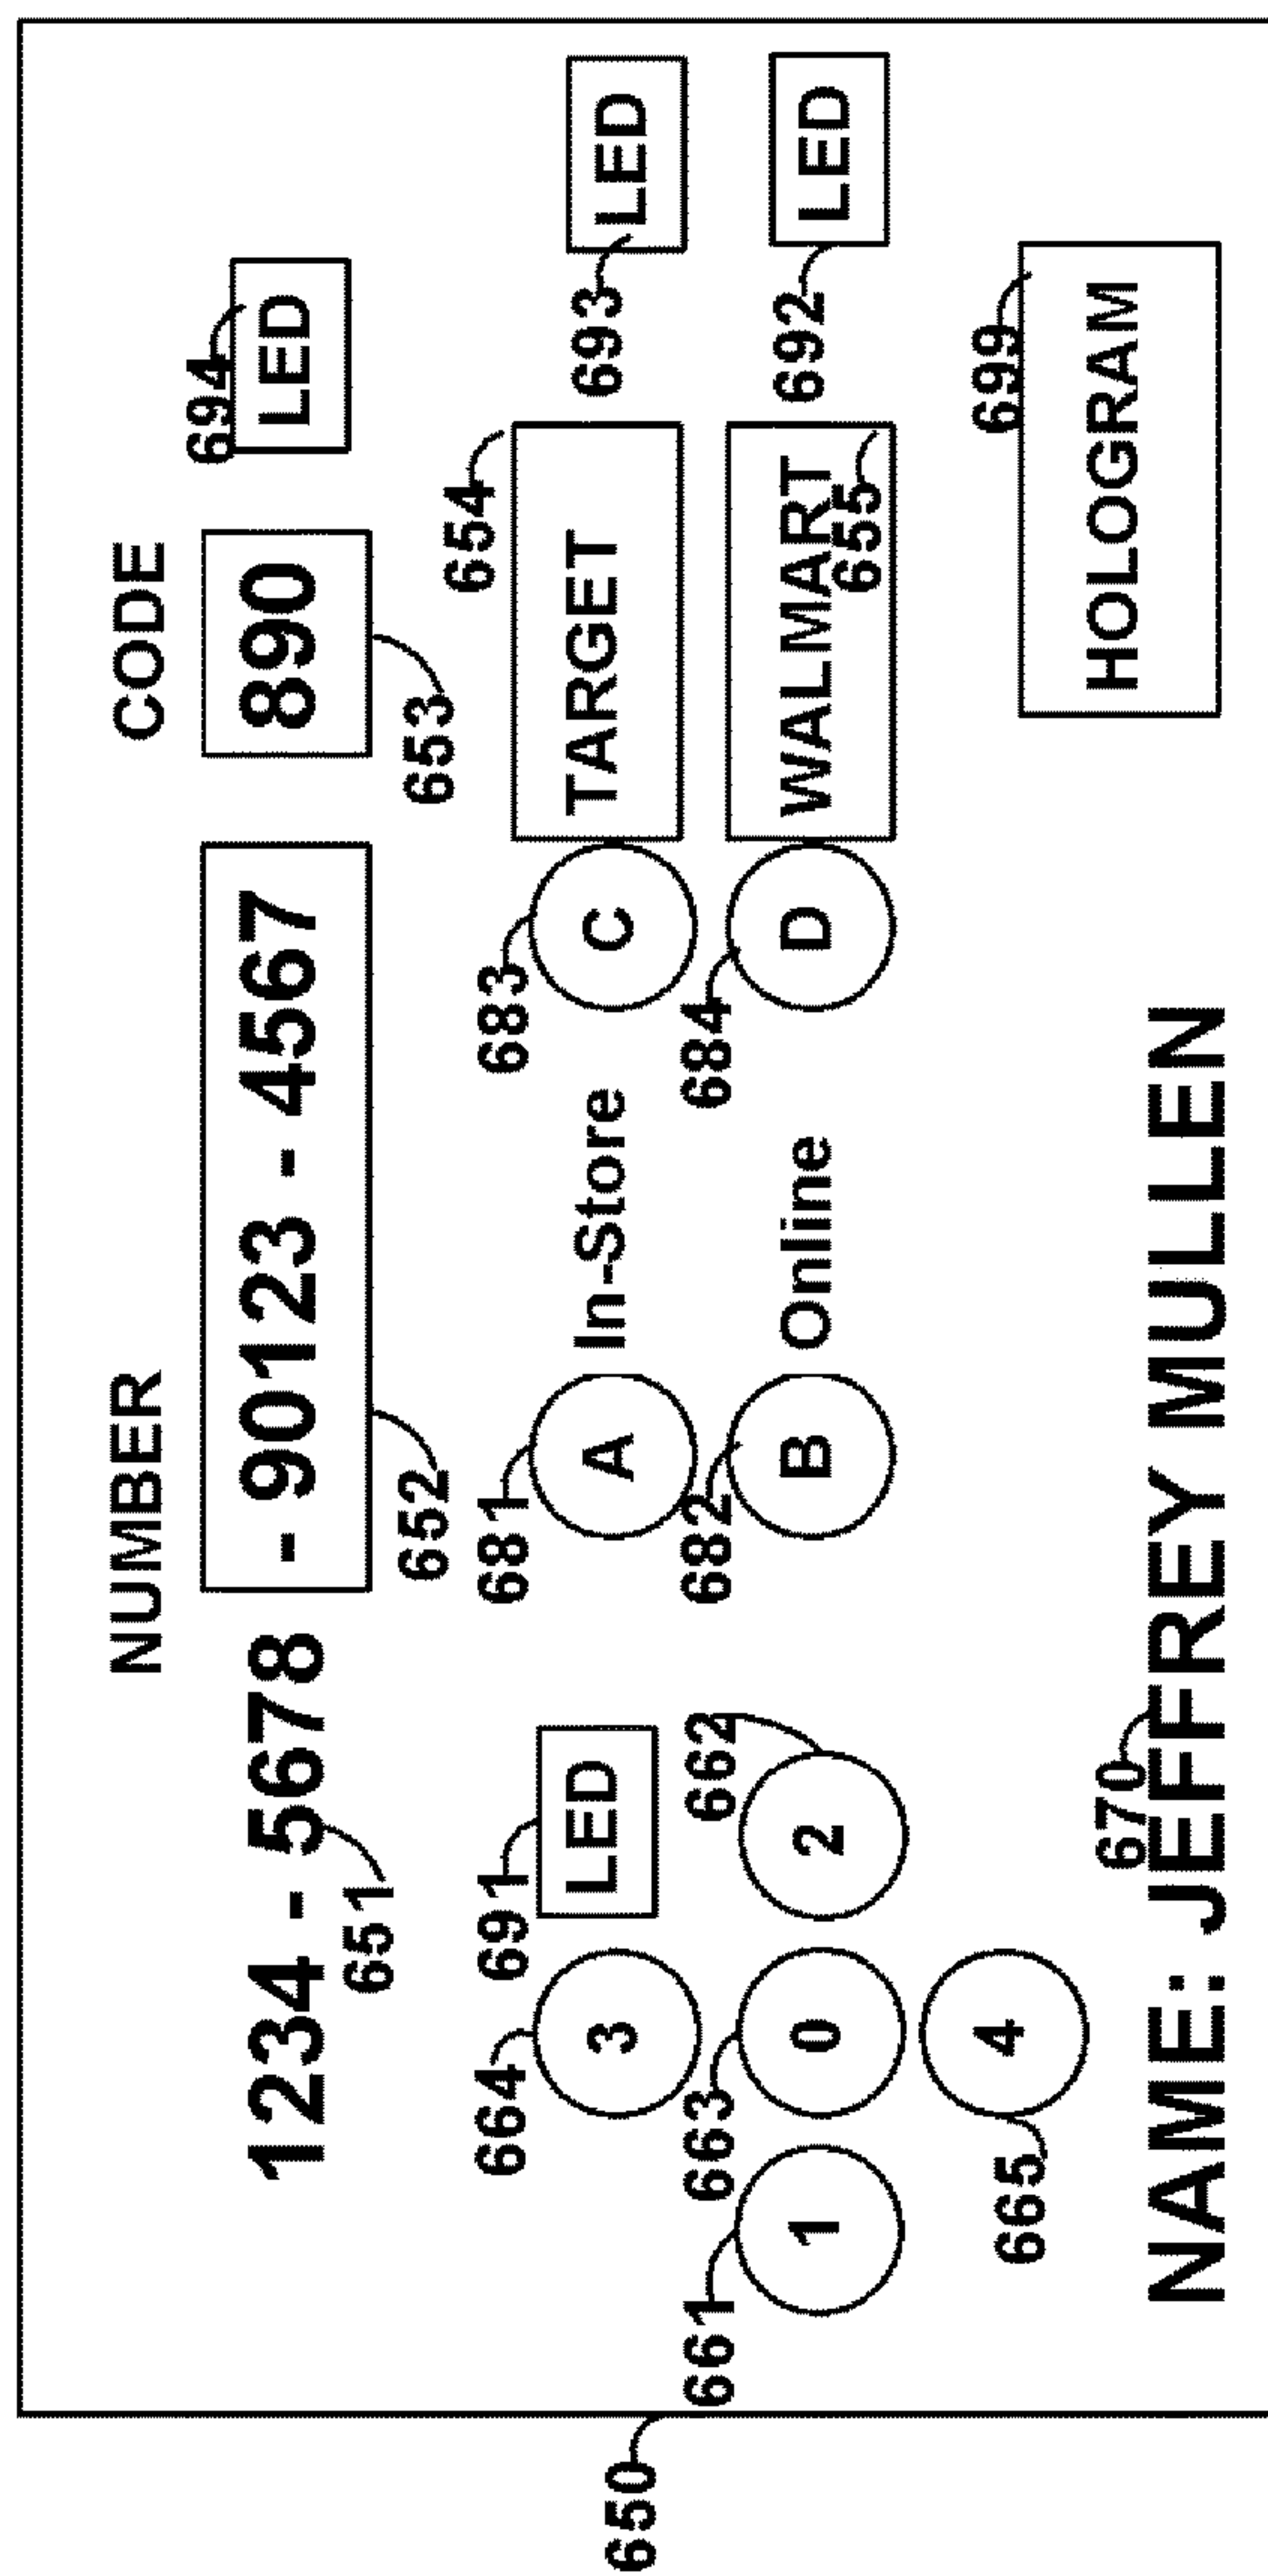 NUMBER CODE
694
1234 - 5678 - 90123 - 4567 890 LED
651 652 653
654
664 691 681 683
3 LED A In-Store C TARGET 693 LED
661 663 662 682 684
1 0 2 B Online D WALMART 692 LED
655
650
665 4
670 699
HOLOGRAM
NAME: JEFFREY MULLEN